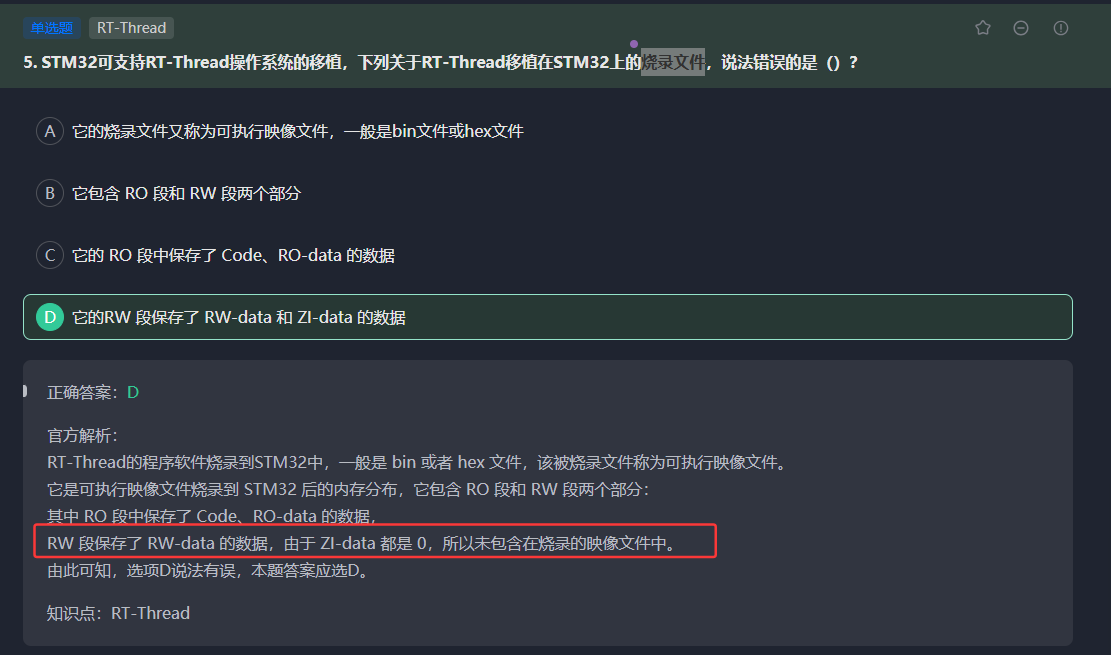 单选题 RT-Thread
5. STM32可支持RT-Thread操作系统的移植，下列关于RT-Thread移植在STM32上的烧录文件，说法错误的是（）？
A 它的烧录文件又称为可执行映像文件，一般是bin文件或hex文件
B 它包含 RO 段和 RW 段两个部分
C 它的 RO 段中保存了 Code、RO-data 的数据
D 它的RW 段保存了 RW-data 和 ZI-data 的数据
正确答案：D
官方解析：
RT-Thread的程序软件烧录到STM32中，一般是 bin 或者 hex 文件，该被烧录文件称为可执行映像文件。
它是可执行映像文件烧录到 STM32 后的内存分布，它包含 RO 段和 RW 段两个部分：
其中 RO 段中保存了 Code、RO-data 的数据，
RW 段保存了 RW-data 的数据，由于 ZI-data 都是 0，所以未包含在烧录的映像文件中。
由此可知，选项D说法有误，本题答案应选D。
知识点：RT-Thread